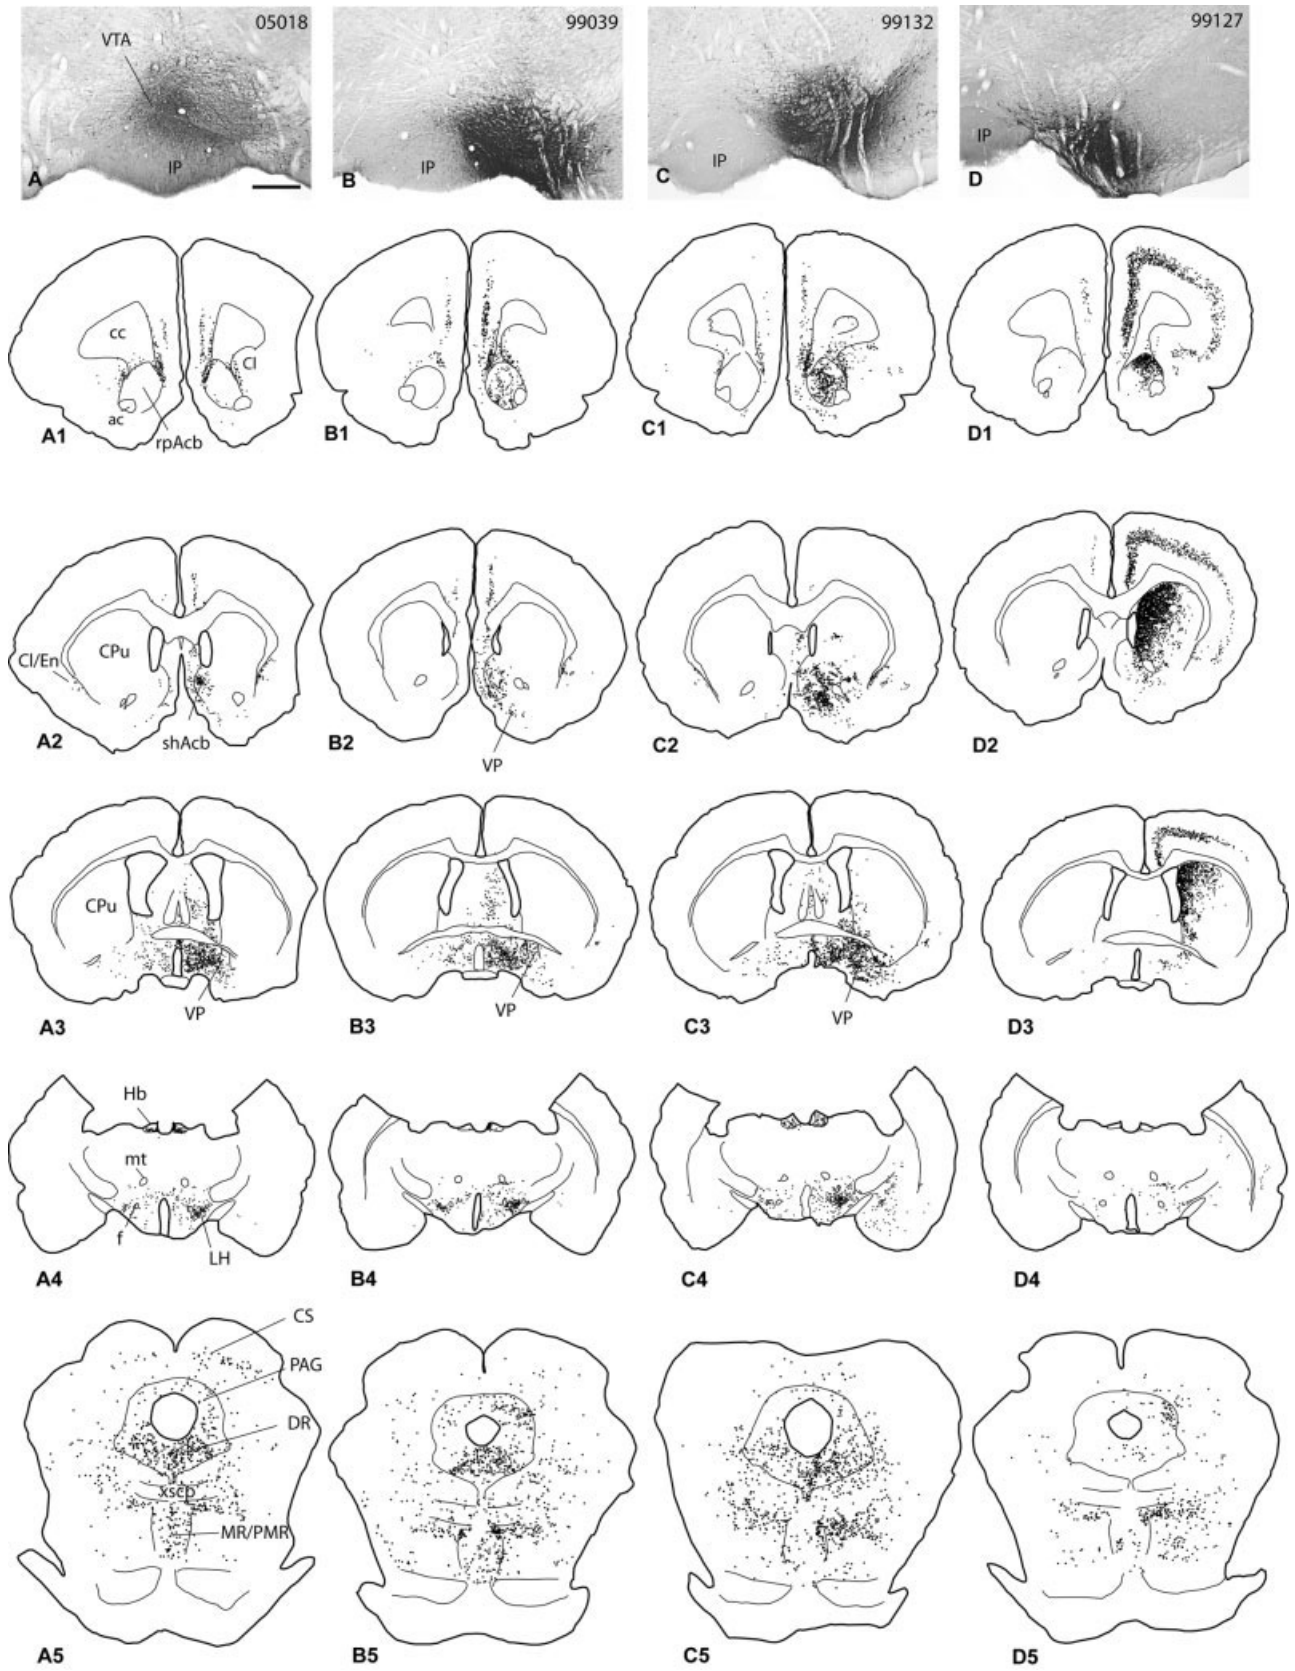 05018
99039
99132
99127
VTA
IP
IP
IP
IP
A
B
C
D
cc
Cl
ac
rpAcb
A1
B1
C1
D1
CPu
Cl/En
shAcb
VP
A2
B2
C2
D2
CPu
VP
VP
VP
A3
B3
C3
D3
Hb
mt
f
LH
A4
B4
C4
D4
CS
PAG
DR
xscp
MR/PMR
A5
B5
C5
D5